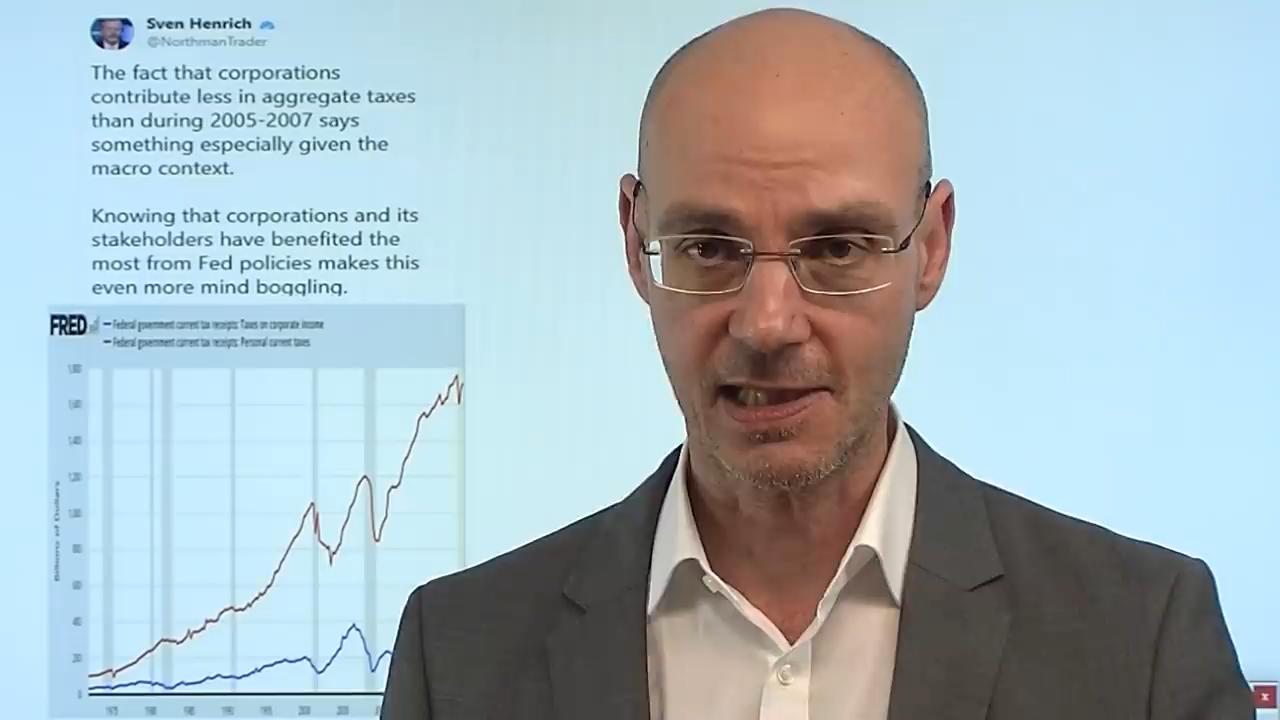 Sven Henrich
@NorthmanTrader
The fact that corporations
contribute less in aggregate taxes
than during 2005-2007 says
something especially given the
macro context.
Knowing that corporations and its
stakeholders have benefited the
most from Fed policies makes this
even more mind boggling.
FRED
Federal government current tax receipts: Taxes on corporate income
Federal government current tax receipts: Personal current taxes
Billions of Dollars